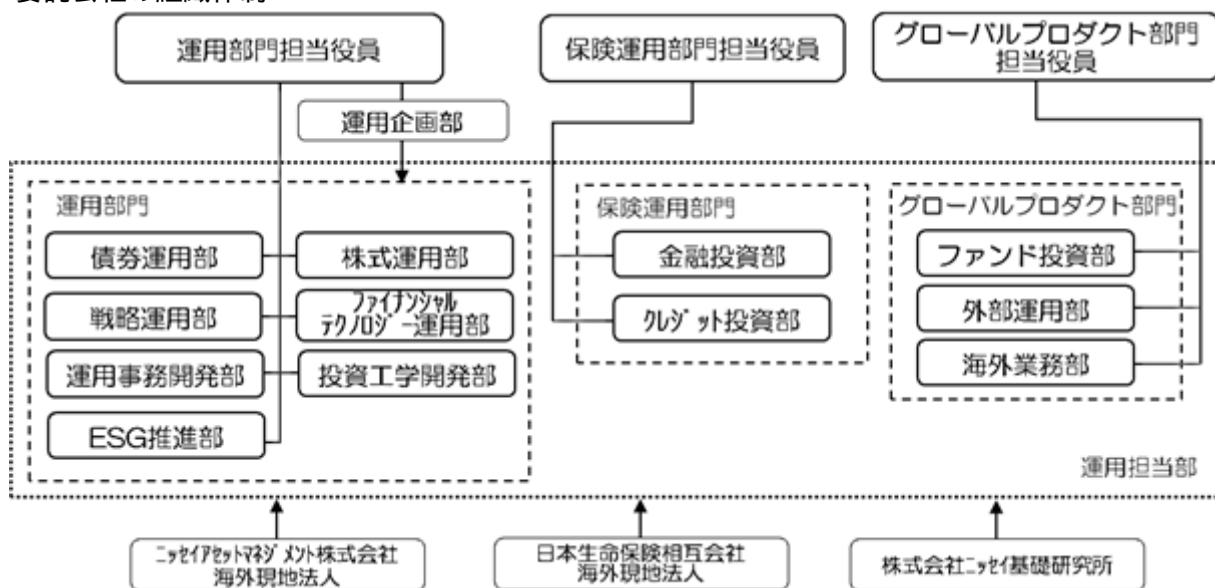 運用部門担当役員
保険運用部門担当役員
グローバルプロダクト部門
担当役員
運用企画部
運用部門
債券運用部
株式運用部
戦略運用部
ファイナンシャル
テクノロジー運用部
運用事務開発部
投資工学開発部
ESG推進部
保険運用部門
金融投資部
クレジット投資部
グローバルプロダクト部門
ファンド投資部
外部運用部
海外業務部
運用担当部
ニッセイアセットマネジメント株式会社
海外現地法人
日本生命保険相互会社
海外現地法人
株式会社ニッセイ基礎研究所